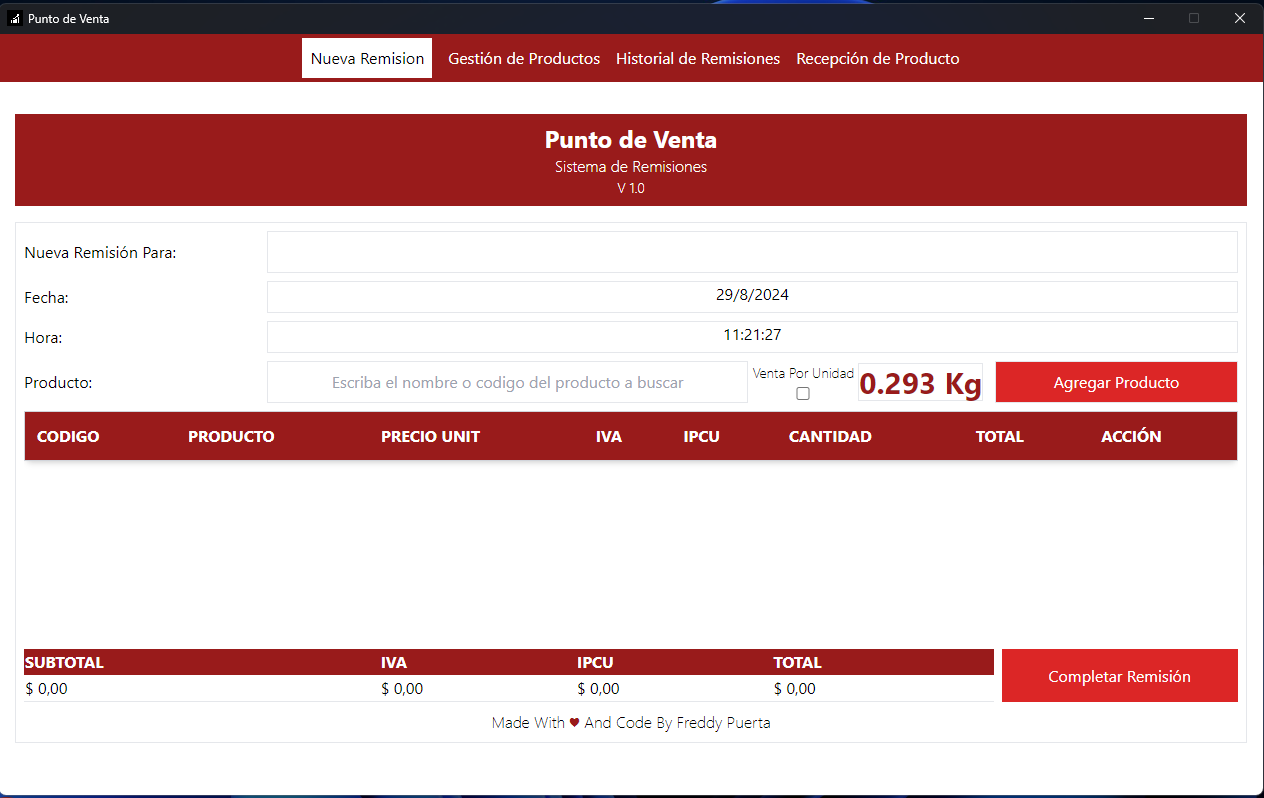 Punto de Venta
Nueva Remision Gestión de Productos Historial de Remisiones Recepción de Producto
Punto de Venta
Sistema de Remisiones
V 1.0
Nueva Remisión Para:
Fecha: 29/8/2024
Hora: 11:21:27
Producto: Escriba el nombre o codigo del producto a buscar Venta Por Unidad 0.293 Kg Agregar Producto
CODIGO PRODUCTO PRECIO UNIT IVA IPCU CANTIDAD TOTAL ACCIÓN
SUBTOTAL IVA IPCU TOTAL
$ 0,00 $ 0,00 $ 0,00 $ 0,00
Completar Remisión
Made With ♥ And Code By Freddy Puerta